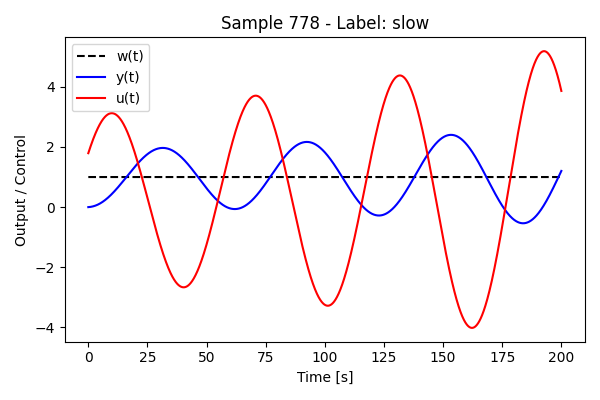 Sample 778 - Label: slow
w(t)
y(t)
u(t)
Output / Control
4
2
0
−2
−4
0 25 50 75 100 125 150 175 200
Time [s]